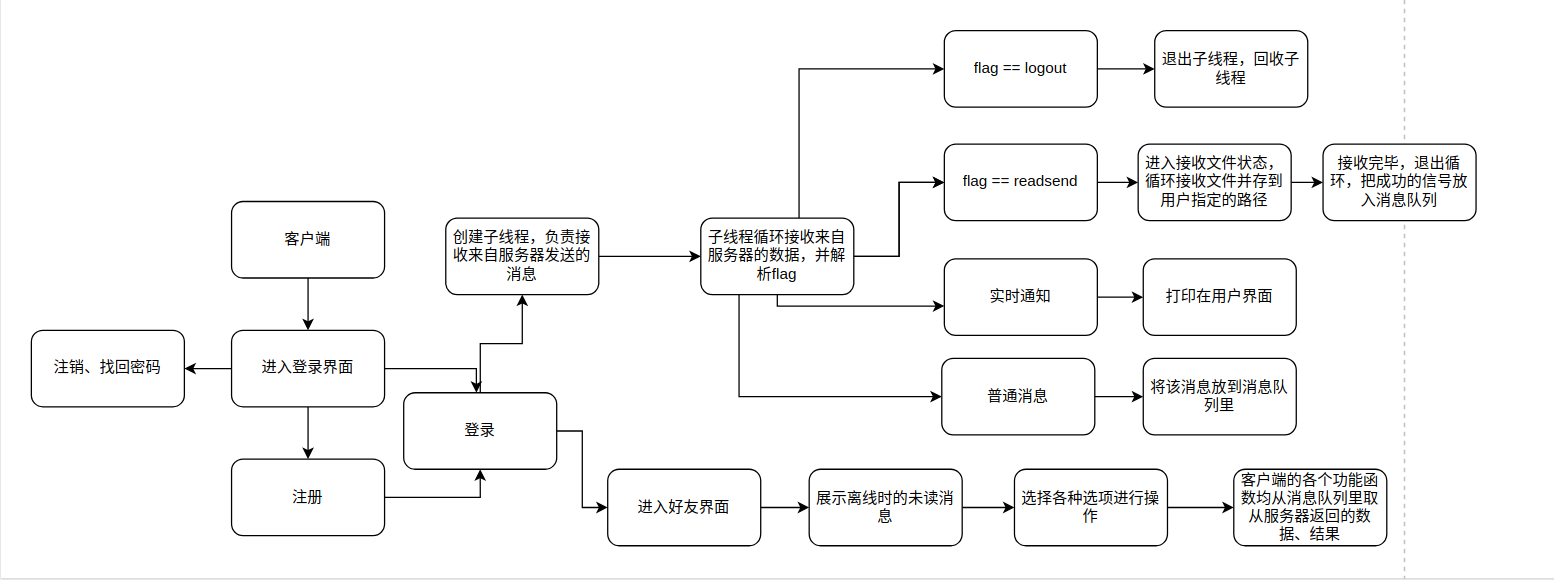 flag == logout
退出子线程，回收子
线程
flag == readsend
进入接收文件状态，
循环接收文件并存到
用户指定的路径
接收完毕，退出循
环，把成功的信号放
入消息队列
客户端
创建子线程，负责接
收来自服务器发送的
消息
子线程循环接收来自
服务器的数据，并解
析flag
实时通知
打印在用户界面
注销、找回密码
进入登录界面
普通消息
将该消息放到消息队
列里
登录
注册
进入好友界面
展示离线时的未读消
息
选择各种选项进行操
作
客户端的各个功能函
数均从消息队列里取
从服务器返回的数
据、结果